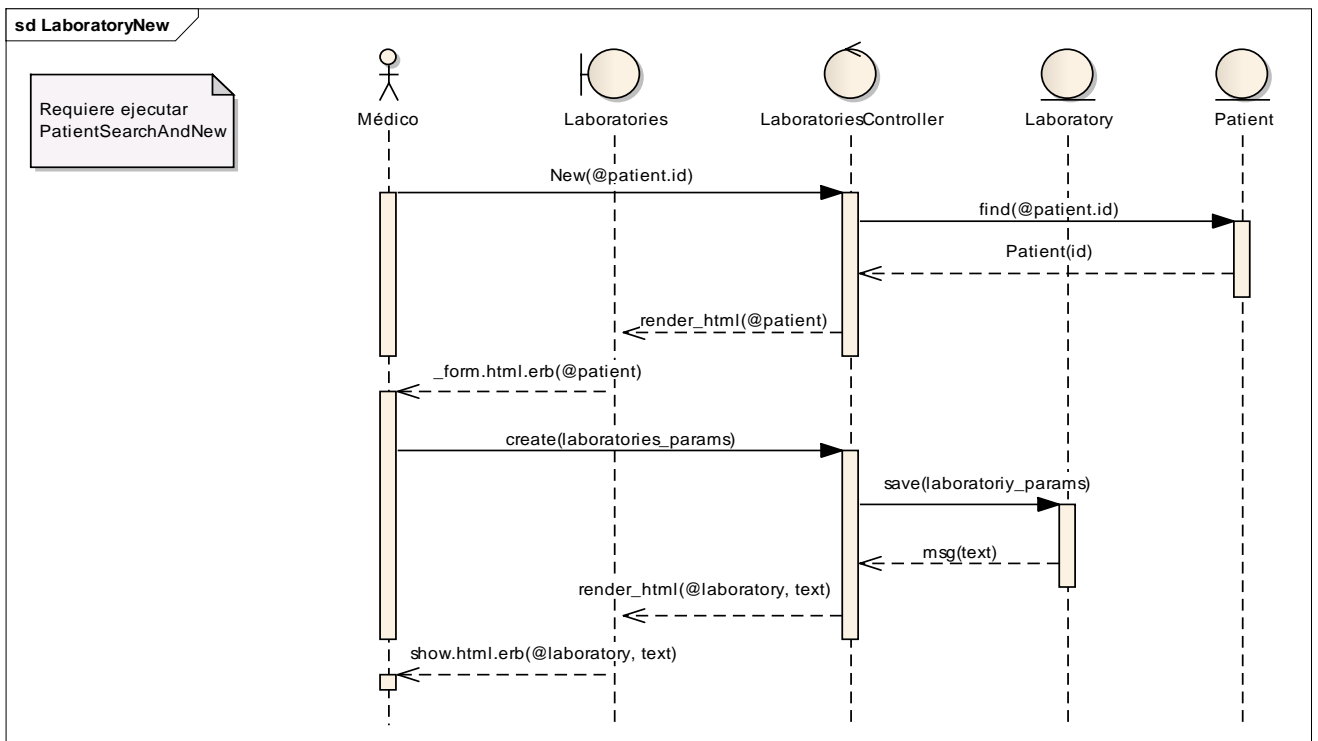 sd LaboratoryNew
Requiere ejecutar
PatientSearchAndNew
Médico
Laboratories
LaboratoriesController
Laboratory
Patient
New(@patient.id)
find(@patient.id)
Patient(id)
render_html(@patient)
_form.html.erb(@patient)
create(laboratories_params)
save(laboratoriy_params)
msg(text)
render_html(@laboratory, text)
show.html.erb(@laboratory, text)